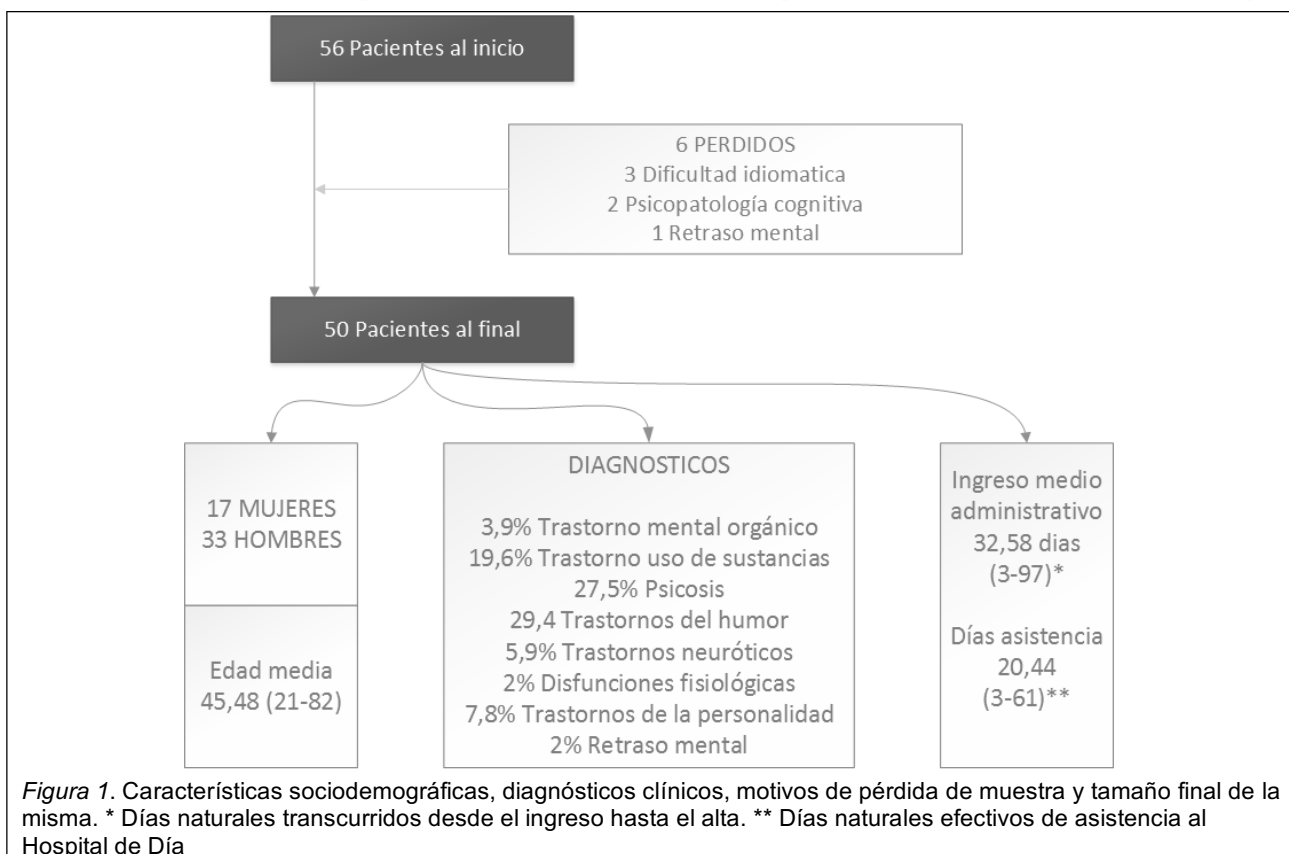 56 Pacientes al inicio
6 PERDIDOS
3 Dificultad idiomatica
2 Psicopatología cognitiva
1 Retraso mental
50 Pacientes al final
17 MUJERES
33 HOMBRES
Edad media
45,48 (21-82)
DIAGNOSTICOS
3,9% Trastorno mental orgánico
19,6% Trastorno uso de sustancias
27,5% Psicosis
29,4 Trastornos del humor
5,9% Trastornos neuróticos
2% Disfunciones fisiológicas
7,8% Trastornos de la personalidad
2% Retraso mental
Ingreso medio
administrativo
32,58 dias
(3-97)*
Días asistencia
20,44
(3-61)**
Figura 1. Características sociodemográficas, diagnósticos clínicos, motivos de pérdida de muestra y tamaño final de la
misma. * Días naturales transcurridos desde el ingreso hasta el alta. ** Días naturales efectivos de asistencia al
Hospital de Día